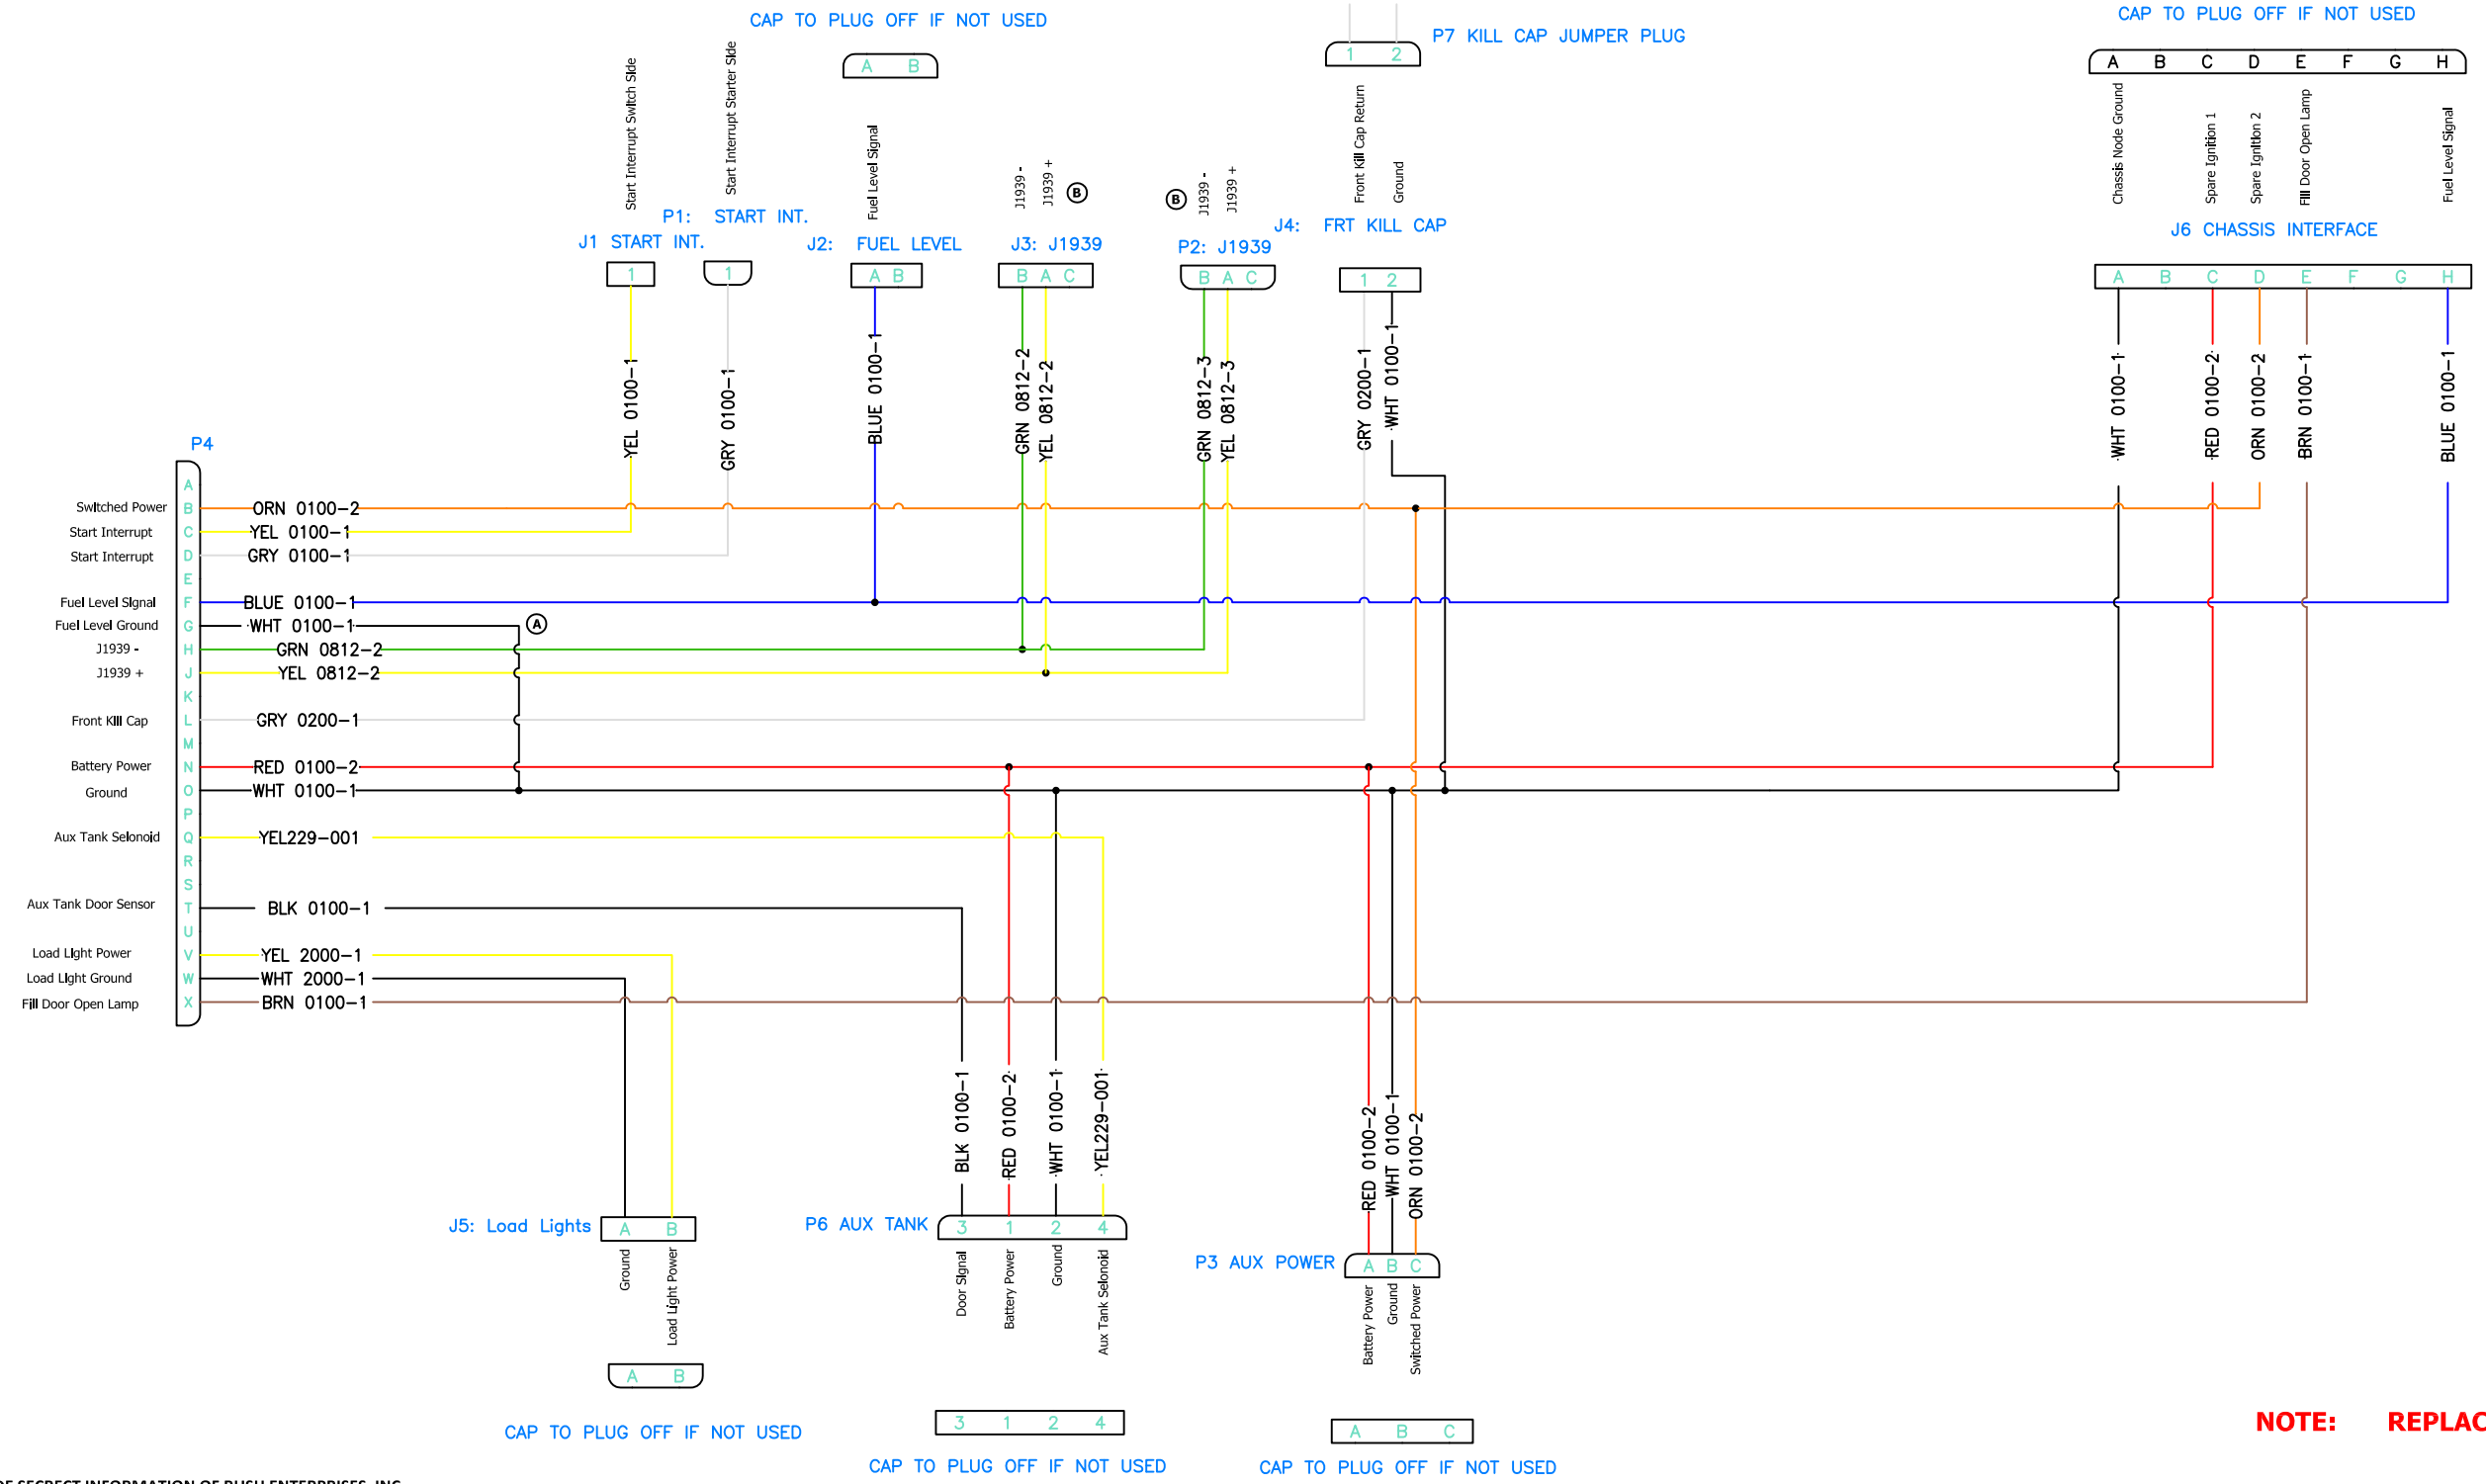 CAP TO PLUG OFF IF NOT USED
A B
P7 KILL CAP JUMPER PLUG
1 2
CAP TO PLUG OFF IF NOT USED
A B C D E F G H
Start Interrupt Switch Side
Start Interrupt Starter Side
Fuel Level Signal
J1939 -
J1939 +
B
B
J1939 -
J1939 +
Front Kill Cap Return
Ground
Chassis Node Ground
Spare Ignition 1
Spare Ignition 2
Fill Door Open Lamp
Fuel Level Signal
J1 START INT.
P1: START INT.
J2: FUEL LEVEL
J3: J1939
P2: J1939
J4: FRT KILL CAP
J6 CHASSIS INTERFACE
1
1
A B
B A C
B A C
1 2
A B C D E F G H
YEL 0100-1
GRY 0100-1
BLUE 0100-1
GRN 0812-2
YEL 0812-2
GRN 0812-3
YEL 0812-3
GRY 0200-1
WHT 0100-1
WHT 0100-1
RED 0100-2
ORN 0100-2
BRN 0100-1
BLUE 0100-1
P4
A
Switched Power B ORN 0100-2
Start Interrupt C YEL 0100-1
Start Interrupt D GRY 0100-1
E
Fuel Level Signal F BLUE 0100-1
Fuel Level Ground G WHT 0100-1 A
J1939 - H GRN 0812-2
J1939 + J YEL 0812-2
K
Front Kill Cap L GRY 0200-1
M
Battery Power N RED 0100-2
Ground O WHT 0100-1
P
Aux Tank Selonoid Q YEL229-001
R
S
Aux Tank Door Sensor T BLK 0100-1
U
Load Light Power V YEL 2000-1
Load Light Ground W WHT 2000-1
Fill Door Open Lamp X BRN 0100-1
BLK 0100-1
RED 0100-2
WHT 0100-1
YEL229-001
RED 0100-2
WHT 0100-1
ORN 0100-2
J5: Load Lights A B
Ground
Load Light Power
P6 AUX TANK 3 1 2 4
Door Signal
Battery Power
Ground
Aux Tank Selonoid
P3 AUX POWER A B C
Battery Power
Ground
Switched Power
A B
CAP TO PLUG OFF IF NOT USED
3 1 2 4
CAP TO PLUG OFF IF NOT USED
A B C
CAP TO PLUG OFF IF NOT USED
NOTE: REPLAC